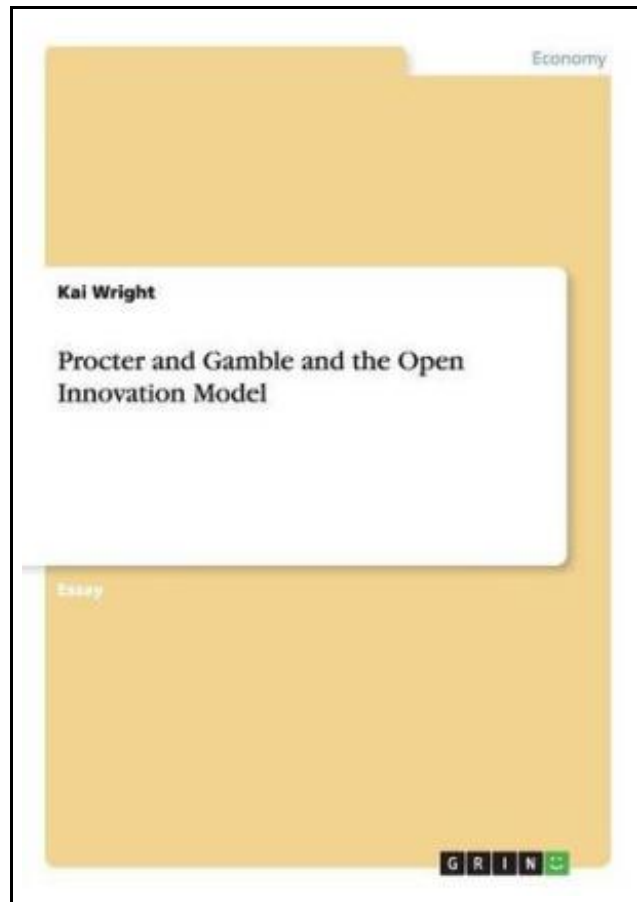 Economy
Kai Wright
Procter and Gamble and the Open
Innovation Model
Essay
GRIN